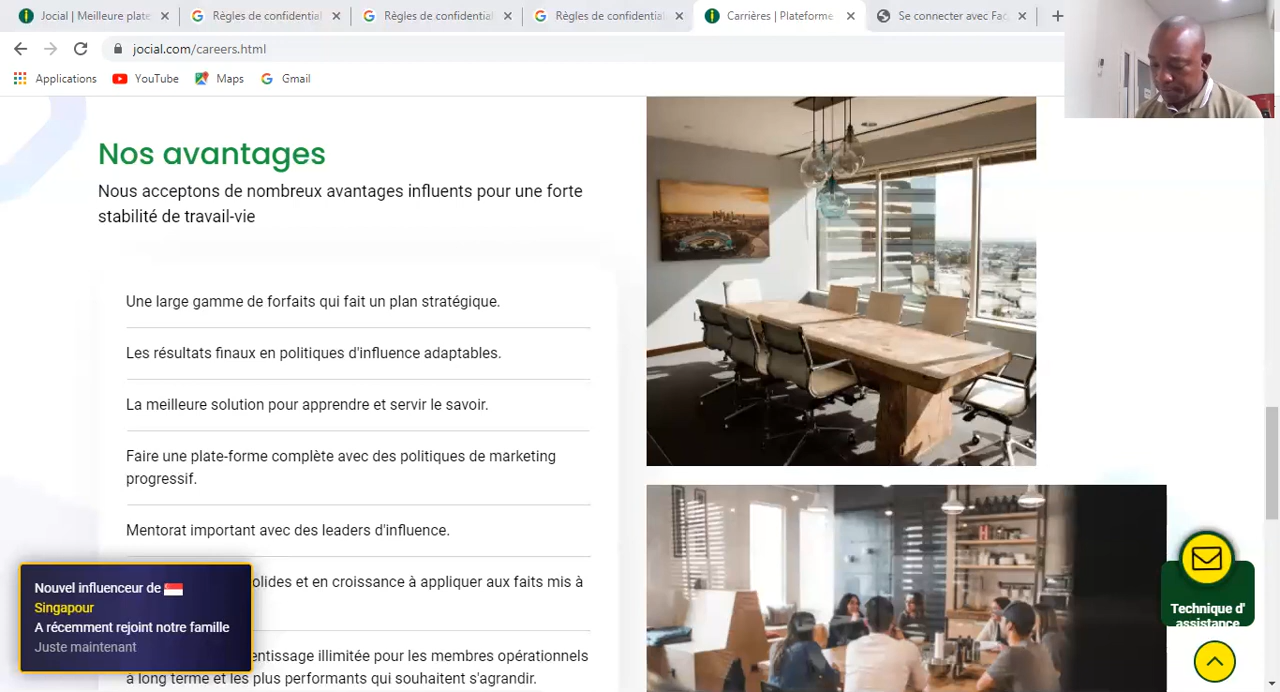 Jocial | Meilleure plate
Règles de confidential
Règles de confidential
Règles de confidential
Carrières | Plateforme
Se connecter avec Fac
jocial.com/careers.html
Applications
YouTube
Maps
Gmail
Nos avantages
Nous acceptons de nombreux avantages influents pour une forte
stabilité de travail-vie
Une large gamme de forfaits qui fait un plan stratégique.
Les résultats finaux en politiques d'influence adaptables.
La meilleure solution pour apprendre et servir le savoir.
Faire une plate-forme complète avec des politiques de marketing
progressif.
Mentorat important avec des leaders d'influence.
olides et en croissance à appliquer aux faits mis à
entissage illimitée pour les membres opérationnels
à long terme et les plus performants qui souhaitent s'agrandir.
Nouvel influenceur de
Singapour
A récemment rejoint notre famille
Juste maintenant
Technique d'
assistance